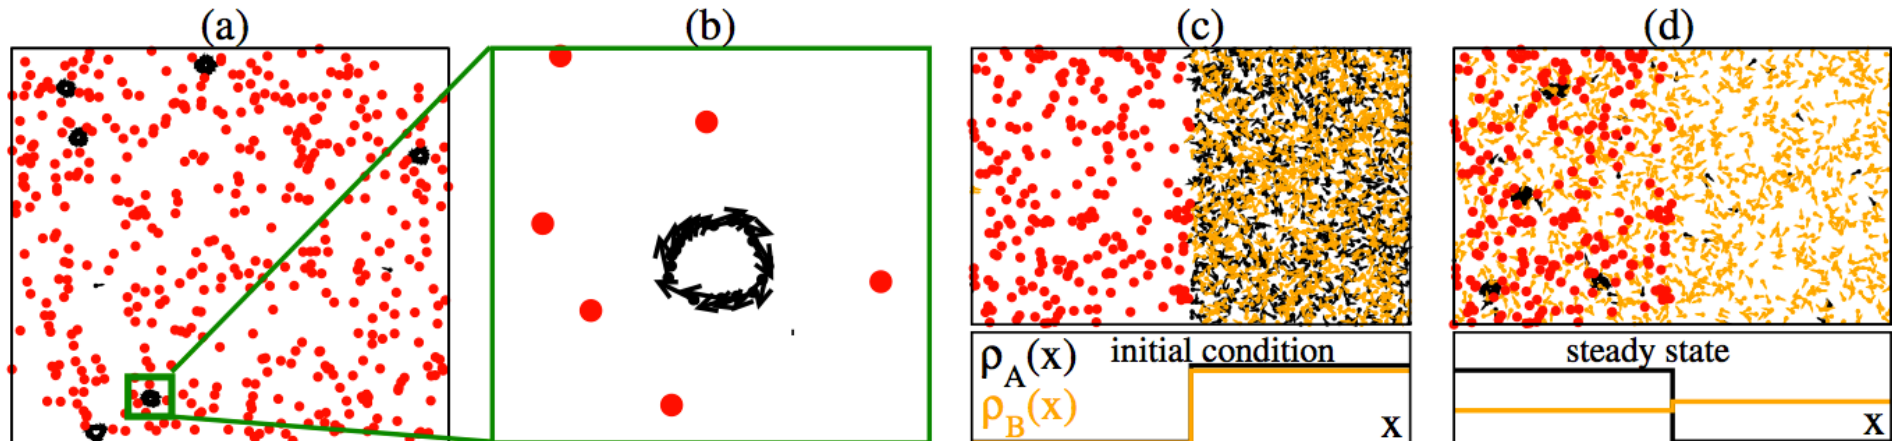 (a)
(b)
(c)
(d)
ρA(x)
initial condition
ρB(x)
x
steady state
x